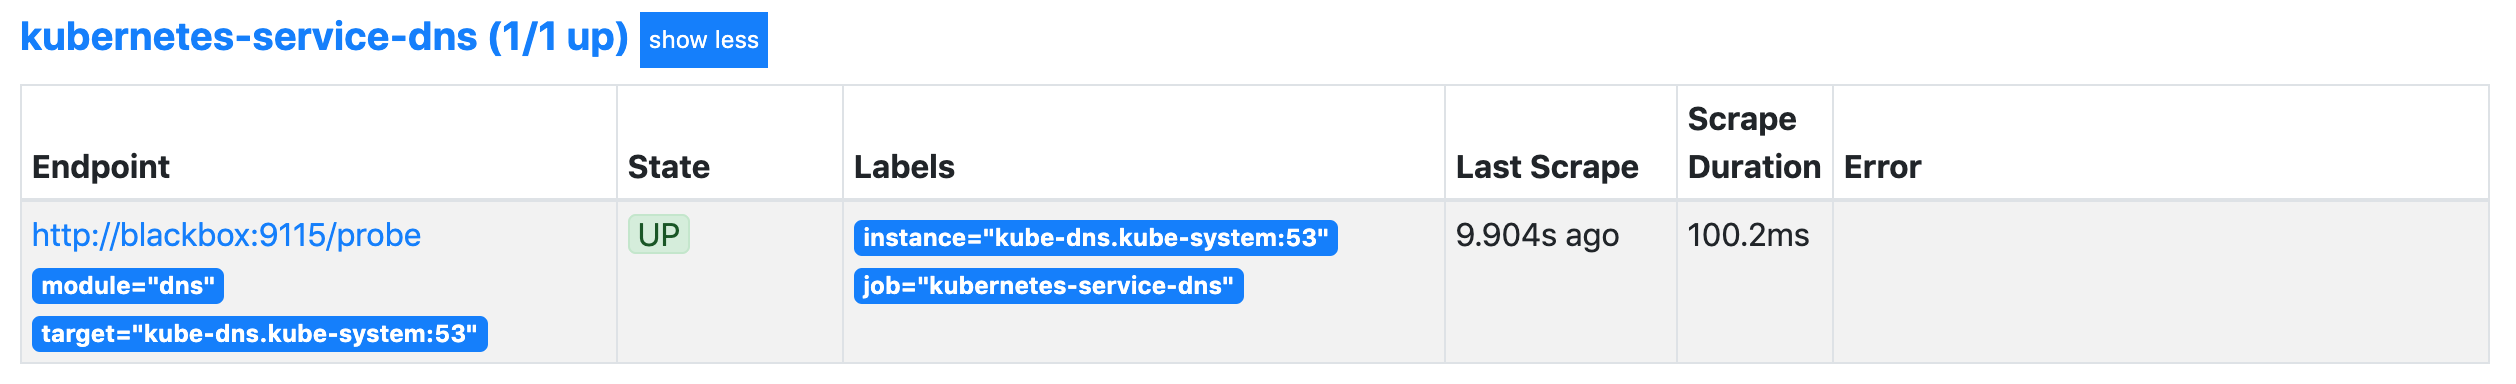 kubernetes-service-dns (1/1 up) show less
Endpoint State Labels Last Scrape Scrape Duration Error
http://blackbox:9115/probe UP instance="kube-dns.kube-system:53" 9.904s ago 100.2ms
module="dns" job="kubernetes-service-dns"
target="kube-dns.kube-system:53"